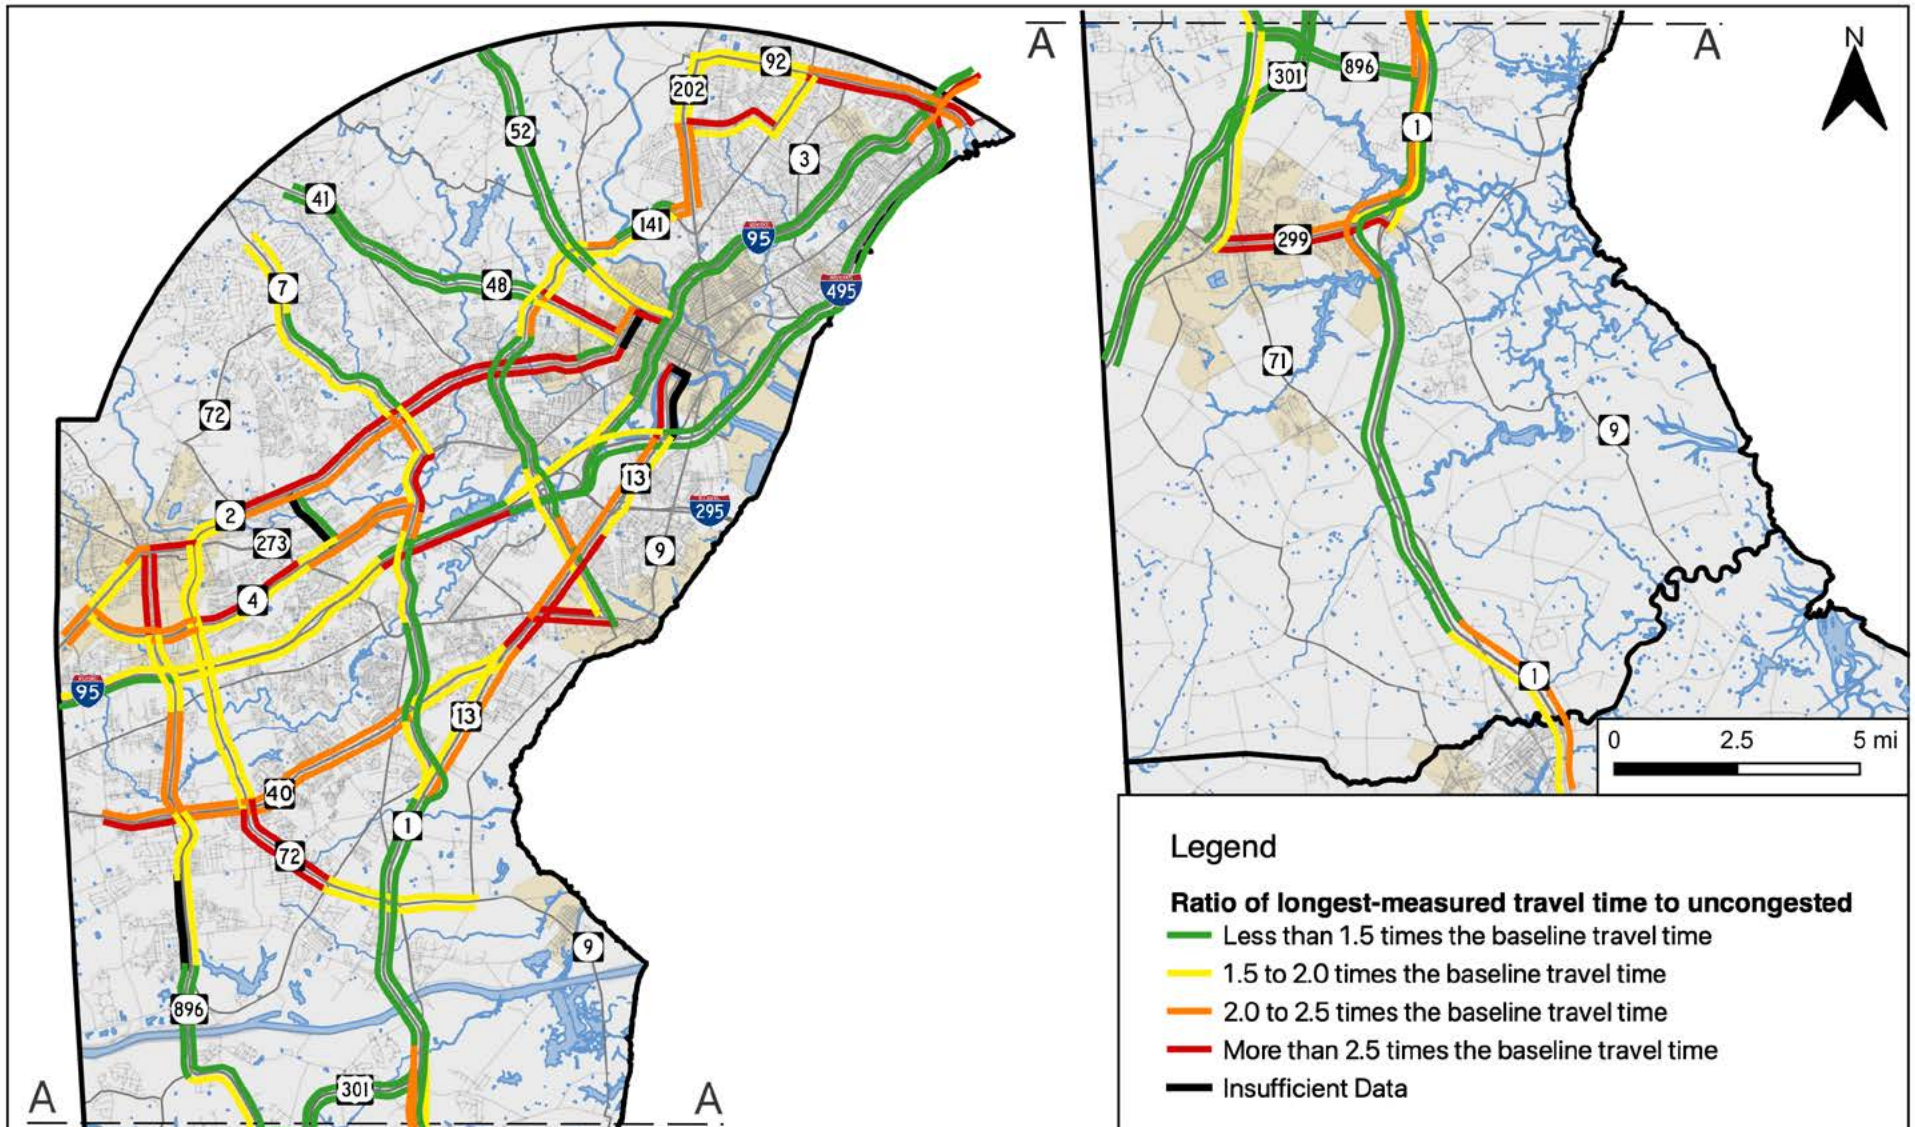 92
202
52
3
41
141
95
7
48
495
72
13
2
295
273
9
4
95
13
40
1
72
9
896
301
A
A
A
A
N
301
896
1
299
71
9
1
0
2.5
5 mi
Legend
Ratio of longest-measured travel time to uncongested
Less than 1.5 times the baseline travel time
1.5 to 2.0 times the baseline travel time
2.0 to 2.5 times the baseline travel time
More than 2.5 times the baseline travel time
Insufficient Data